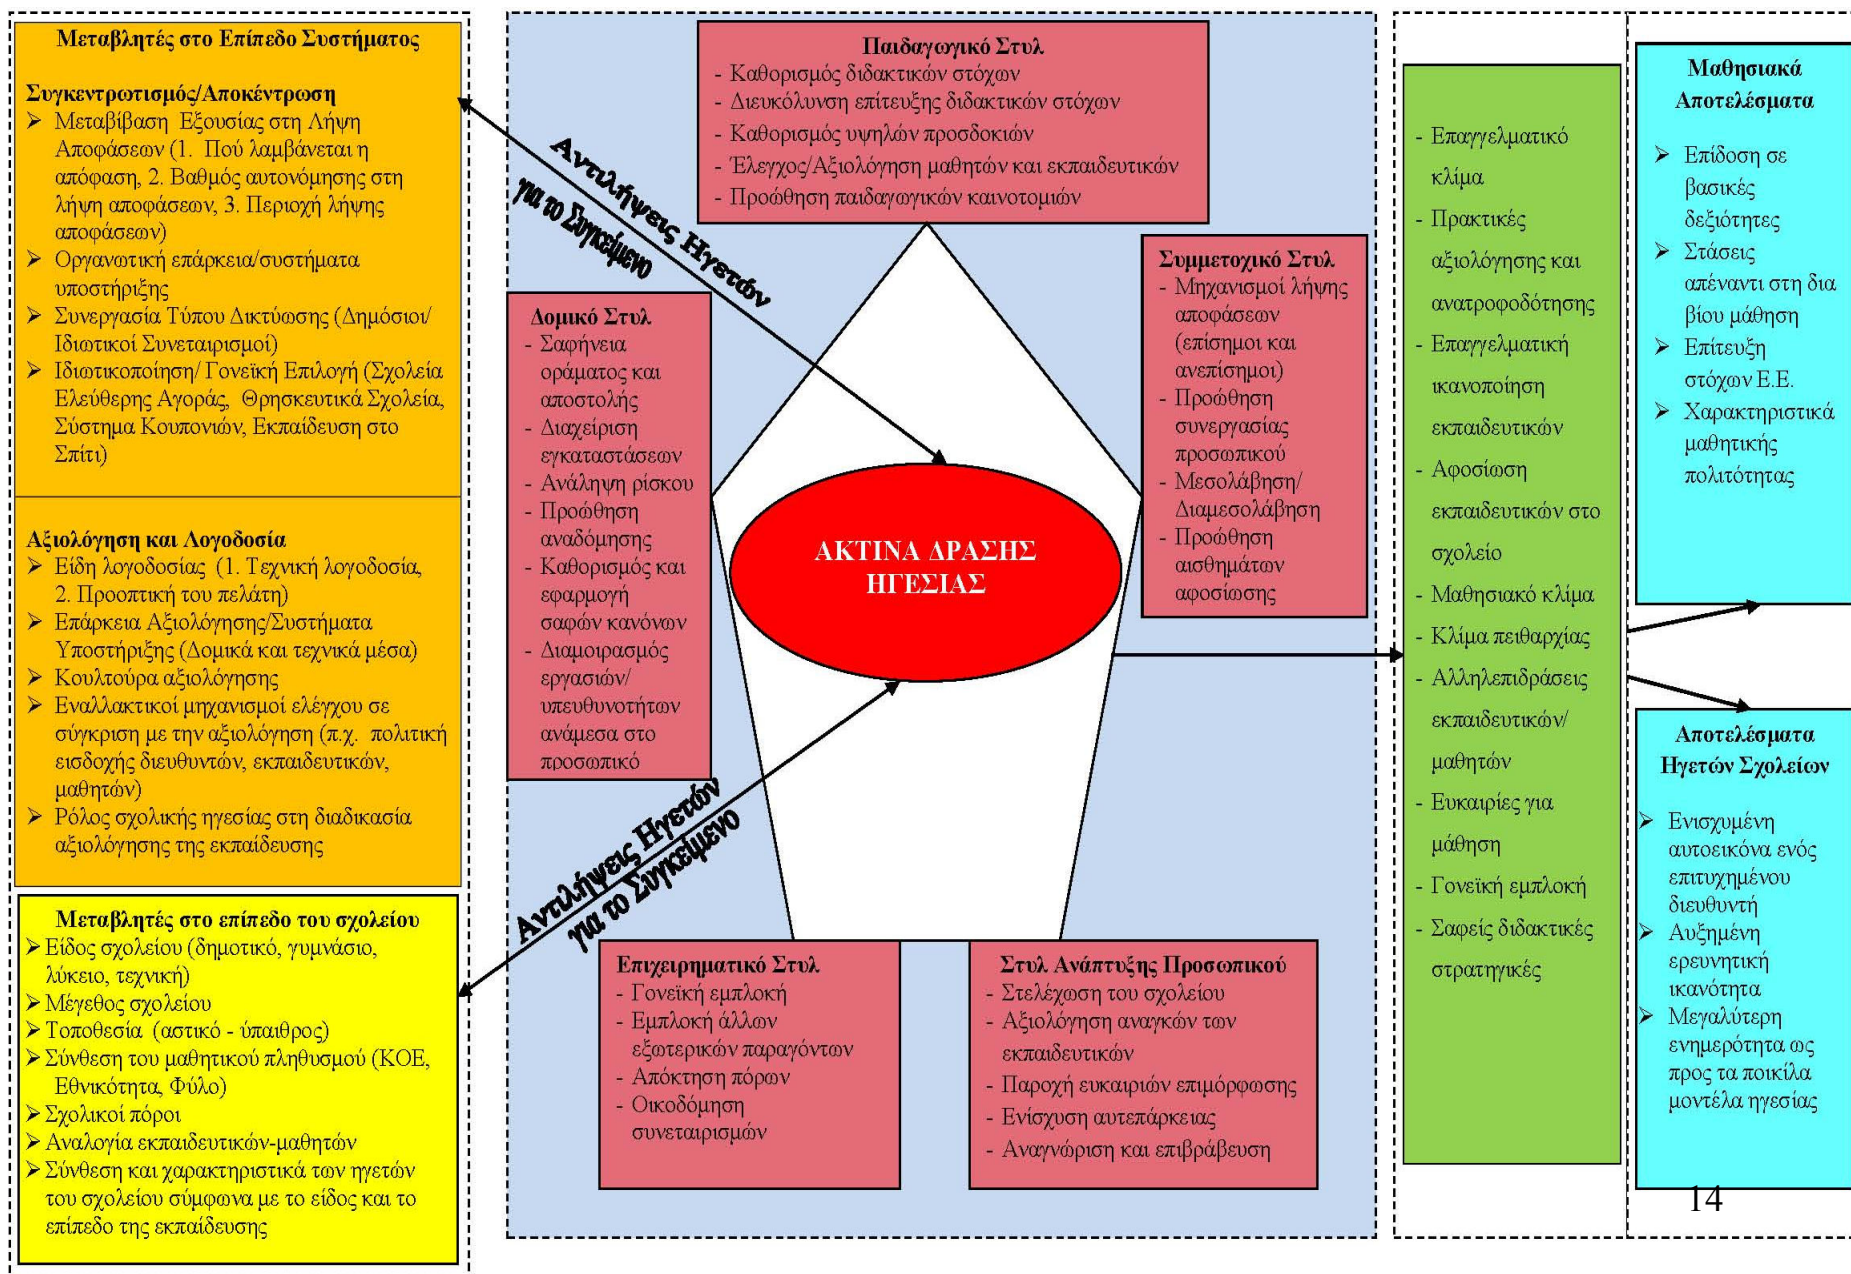 Μεταβλητές στο Επίπεδο Συστήματος
Συγκεντρωτισμός/Αποκέντρωση
➢ Μεταβίβαση Εξουσίας στη Λήψη
Αποφάσεων (1. Πού λαμβάνεται η
απόφαση, 2. Βαθμός αυτονόμησης στη
λήψη αποφάσεων, 3. Περιοχή λήψης
αποφάσεων)
➢ Οργανωτική επάρκεια/συστήματα
υποστήριξης
➢ Συνεργασία Τύπου Δικτύωσης (Δημόσιοι/
Ιδιωτικοί Συνεταιρισμοί)
➢ Ιδιωτικοποίηση/ Γονεϊκή Επιλογή (Σχολεία
Ελεύθερης Αγοράς, Θρησκευτικά Σχολεία,
Σύστημα Κουπονιών, Εκπαίδευση στο
Σπίτι)
Αξιολόγηση και Λογοδοσία
➢ Είδη λογοδοσίας (1. Τεχνική λογοδοσία,
2. Προοπτική του πελάτη)
➢ Επάρκεια Αξιολόγησης/Συστήματα
Υποστήριξης (Δομικά και τεχνικά μέσα)
➢ Κουλτούρα αξιολόγησης
➢ Εναλλακτικοί μηχανισμοί ελέγχου σε
σύγκριση με την αξιολόγηση (π.χ. πολιτική
εισδοχής διευθυντών, εκπαιδευτικών,
μαθητών)
➢ Ρόλος σχολικής ηγεσίας στη διαδικασία
αξιολόγησης της εκπαίδευσης
Μεταβλητές στο επίπεδο του σχολείου
➢ Είδος σχολείου (δημοτικό, γυμνάσιο,
λύκειο, τεχνική)
➢ Μέγεθος σχολείου
➢ Τοποθεσία (αστικό - ύπαιθρος)
➢ Σύνθεση του μαθητικού πληθυσμού (ΚΟΕ,
Εθνικότητα, Φύλο)
➢ Σχολικοί πόροι
➢ Αναλογία εκπαιδευτικών-μαθητών
➢ Σύνθεση και χαρακτηριστικά των ηγετών
του σχολείου σύμφωνα με το είδος και το
επίπεδο της εκπαίδευσης
Αντιλήψεις Ηγετών
για το Συγκείμενο
Αντιλήψεις Ηγετών
για το Συγκείμενο
Παιδαγωγικό Στυλ
- Καθορισμός διδακτικών στόχων
- Διευκόλυνση επίτευξης διδακτικών στόχων
- Καθορισμός υψηλών προσδοκιών
- Έλεγχος/Αξιολόγηση μαθητών και εκπαιδευτικών
- Προώθηση παιδαγωγικών καινοτομιών
Δομικό Στυλ
- Σαφήνεια
οράματος και
αποστολής
- Διαχείριση
εγκαταστάσεων
- Ανάληψη ρίσκου
- Προώθηση
αναδόμησης
- Καθορισμός και
εφαρμογή
σαφών κανόνων
- Διαμοιρασμός
εργασιών/
υπευθυνοτήτων
ανάμεσα στο
προσωπικό
Συμμετοχικό Στυλ
- Μηχανισμοί λήψης
αποφάσεων
(επίσημοι και
ανεπίσημοι)
- Προώθηση
συνεργασίας
προσωπικού
- Μεσολάβηση/
Διαμεσολάβηση
- Προώθηση
αισθημάτων
αφοσίωσης
ΑΚΤΙΝΑ ΔΡΑΣΗΣ
ΗΓΕΣΙΑΣ
Επιχειρηματικό Στυλ
- Γονεϊκή εμπλοκή
- Εμπλοκή άλλων
εξωτερικών παραγόντων
- Απόκτηση πόρων
- Οικοδόμηση
συνεταιρισμών
Στυλ Ανάπτυξης Προσωπικού
- Στελέχωση του σχολείου
- Αξιολόγηση αναγκών των
εκπαιδευτικών
- Παροχή ευκαιριών επιμόρφωσης
- Ενίσχυση αυτεπάρκειας
- Αναγνώριση και επιβράβευση
- Επαγγελματικό
κλίμα
- Πρακτικές
αξιολόγησης και
ανατροφοδότησης
- Επαγγελματική
ικανοποίηση
εκπαιδευτικών
- Αφοσίωση
εκπαιδευτικών στο
σχολείο
- Μαθησιακό κλίμα
- Κλίμα πειθαρχίας
- Αλληλεπιδράσεις
εκπαιδευτικών/
μαθητών
- Ευκαιρίες για
μάθηση
- Γονεϊκή εμπλοκή
- Σαφείς διδακτικές
στρατηγικές
Μαθησιακά
Αποτελέσματα
➢ Επίδοση σε
βασικές
δεξιότητες
➢ Στάσεις
απέναντι στη δια
βίου μάθηση
➢ Επίτευξη
στόχων Ε.Ε.
➢ Χαρακτηριστικά
μαθητικής
πολιτότητας
Αποτελέσματα
Ηγετών Σχολείων
➢ Ενισχυμένη
αυτοεικόνα ενός
επιτυχημένου
διευθυντή
➢ Αυξημένη
ερευνητική
ικανότητα
➢ Μεγαλύτερη
ενημερότητα ως
προς τα ποικίλα
μοντέλα ηγεσίας
14